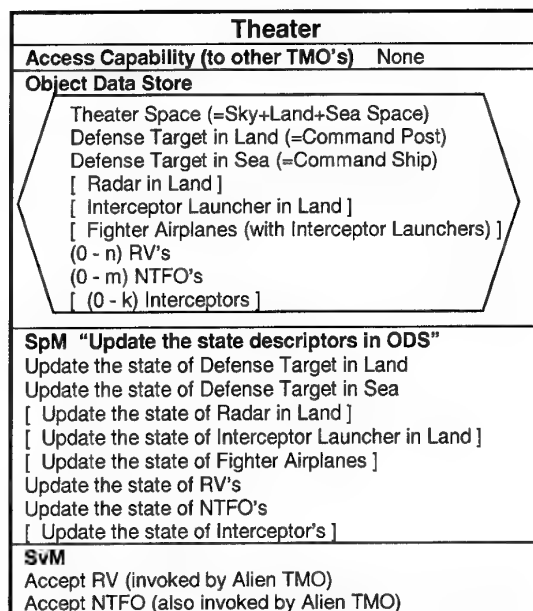 Theater
Access Capability (to other TMO's) None
Object Data Store
Theater Space (=Sky+Land+Sea Space)
Defense Target in Land (=Command Post)
Defense Target in Sea (=Command Ship)
[ Radar in Land ]
[ Interceptor Launcher in Land ]
[ Fighter Airplanes (with Interceptor Launchers) ]
(0 - n) RV's
(0 - m) NTFO's
[ (0 - k) Interceptors ]
SpM "Update the state descriptors in ODS"
Update the state of Defense Target in Land
Update the state of Defense Target in Sea
[ Update the state of Radar in Land ]
[ Update the state of Interceptor Launcher in Land ]
[ Update the state of Fighter Airplanes ]
Update the state of RV's
Update the state of NTFO's
[ Update the state of Interceptor's ]
SvM
Accept RV (invoked by Alien TMO)
Accept NTFO (also invoked by Alien TMO)